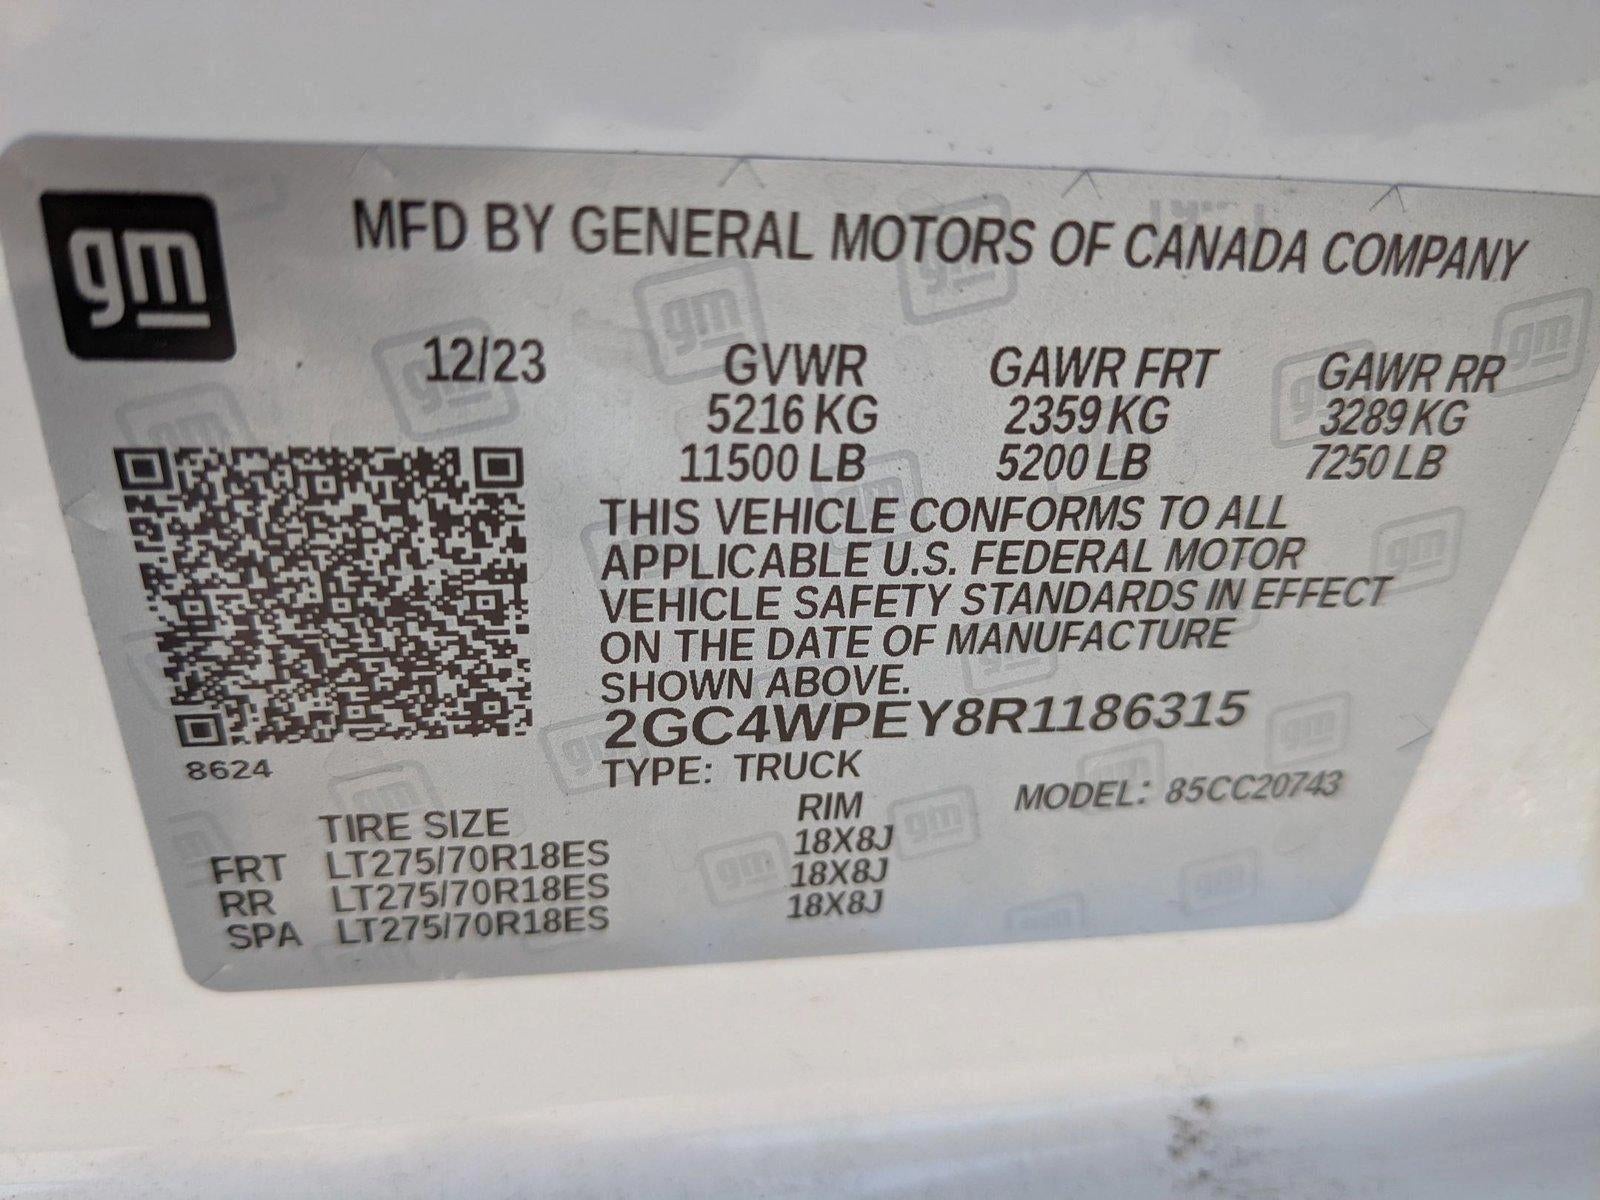 gm
MFD BY GENERAL MOTORS OF CANADA COMPANY
12/23 GVWR GAWR FRT GAWR RR
5216 KG 2359 KG 3289 KG
11500 LB 5200 LB 7250 LB
THIS VEHICLE CONFORMS TO ALL
APPLICABLE U.S. FEDERAL MOTOR
VEHICLE SAFETY STANDARDS IN EFFECT
ON THE DATE OF MANUFACTURE
SHOWN ABOVE.
2GC4WPEY8R1186315
8624
TYPE: TRUCK
MODEL: 85CC20743
TIRE SIZE RIM
FRT LT275/70R18ES 18X8J
RR LT275/70R18ES 18X8J
SPA LT275/70R18ES 18X8J